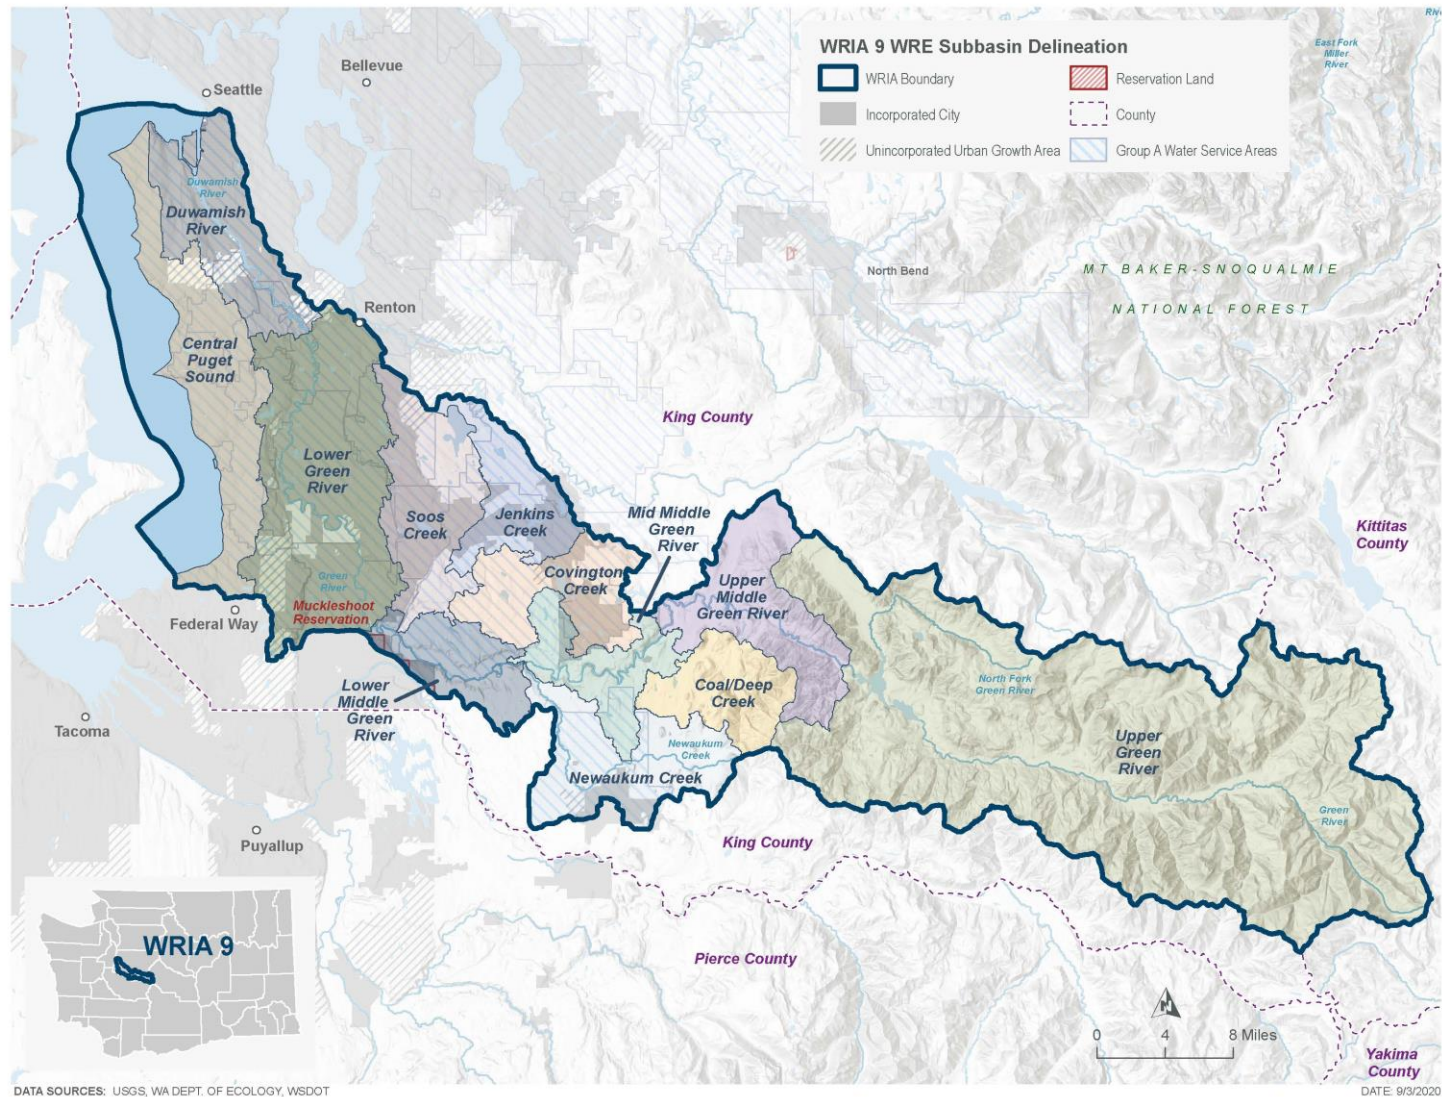 WRIA 9 WRE Subbasin Delineation
WRIA Boundary
Reservation Land
Incorporated City
County
Unincorporated Urban Growth Area
Group A Water Service Areas
East Fork
Miller
River
Bellevue
Seattle
Duwamish
River
Duwamish
River
North Bend
MT BAKER-SNOQUALMIE
NATIONAL FOREST
Renton
Central
Puget
Sound
King County
Lower
Green
River
Soos
Creek
Jenkins
Creek
Mid Middle
Green
River
Kittitas
County
Covington
Creek
Upper
Middle
Green River
Green
River
Muckleshoot
Reservation
Federal Way
Lower
Middle
Green
River
Coal/Deep
Creek
North Fork
Green River
Tacoma
Upper
Green
River
Newaukum
Creek
Newaukum Creek
Green
River
Puyallup
King County
WRIA 9
Pierce County
N
0 4 8 Miles
Yakima
County
DATA SOURCES: USGS, WA DEPT. OF ECOLOGY, WSDOT
DATE: 9/3/2020